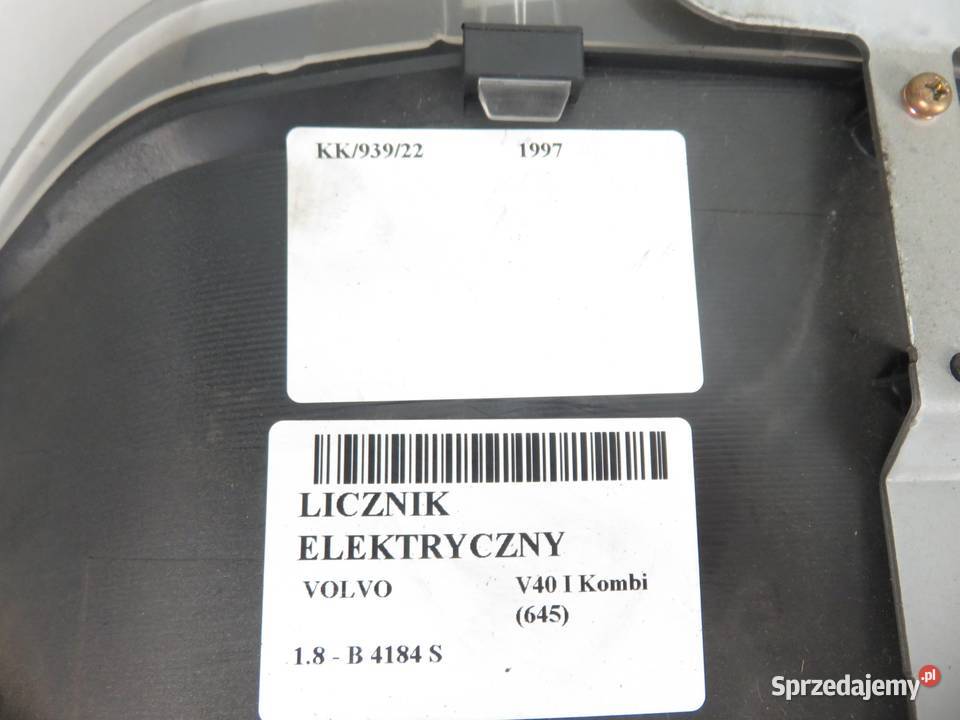 KK/939/22 1997
LICZNIK
ELEKTRYCZNY
VOLVO V40 I Kombi
(645)
1.8 - B 4184 S
Sprzedajemy.pl